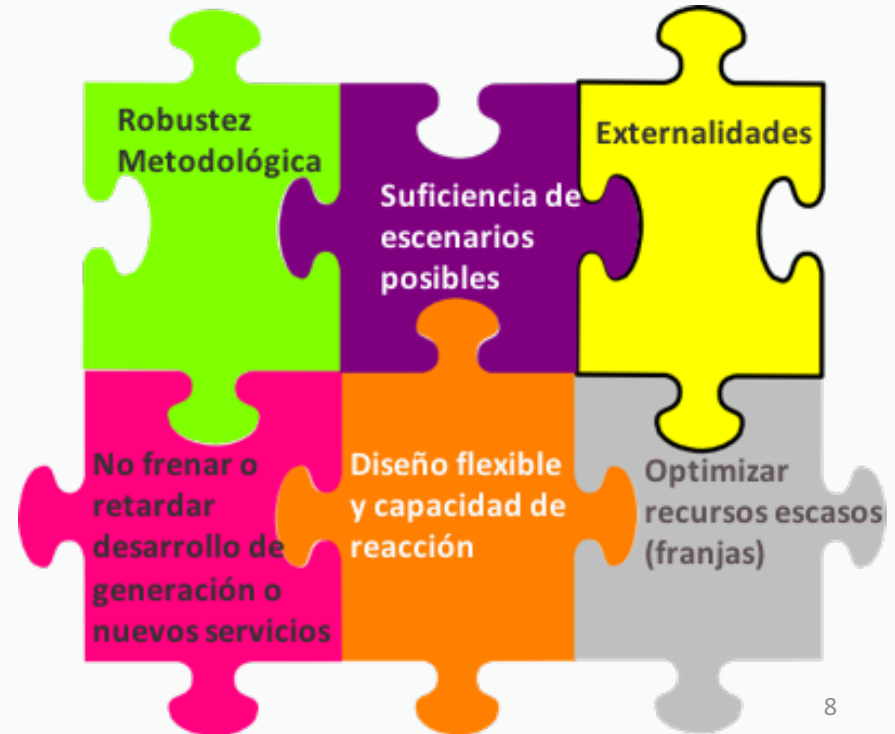 Robustez
Metodológica
Suficiencia de
escenarios
posibles
Externalidades
No frenar o
retardar
desarrollo de
generación o
nuevos servicios
Diseño flexible
y capacidad de
reacción
Optimizar
recursos escasos
(franjas)
8